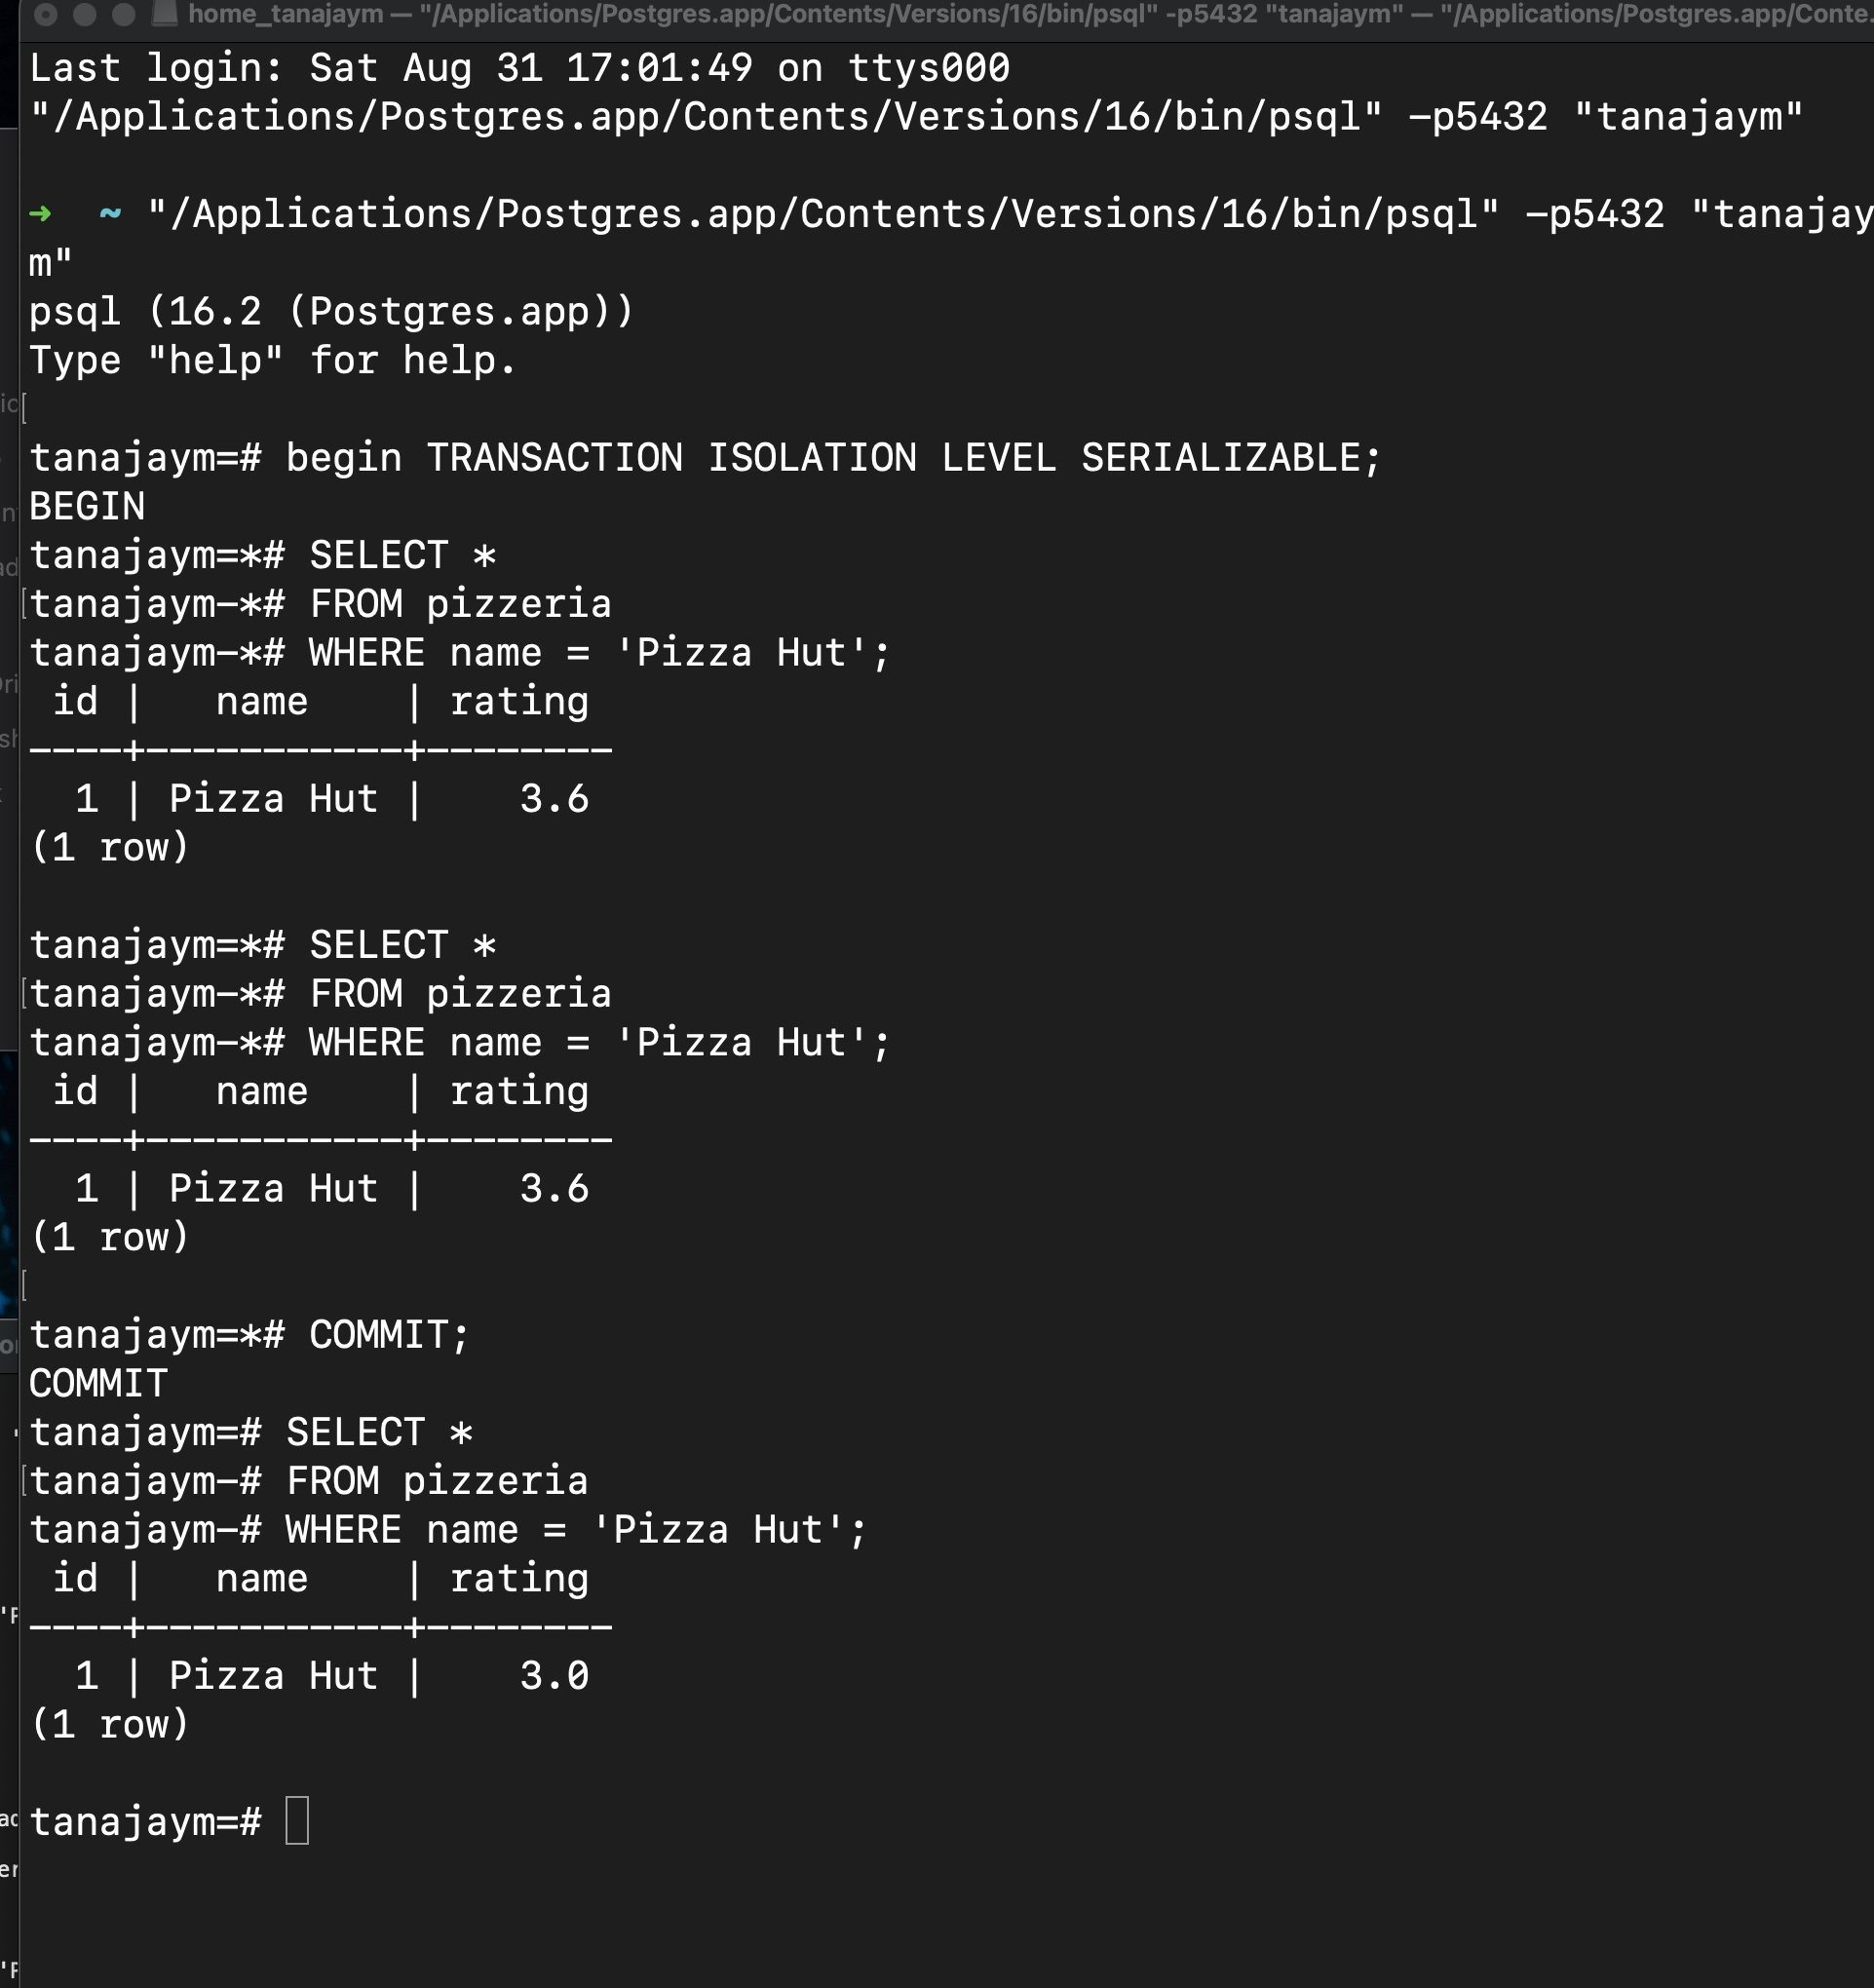 home_tanajaym — "/Applications/Postgres.app/Contents/Versions/16/bin/psql" -p5432 "tanajaym" — "/Applications/Postgres.app/Conte.
Last login: Sat Aug 31 17:01:49 on ttys000
"/Applications/Postgres.app/Contents/Versions/16/bin/psql" -p5432 "tanajaym"
➜  ~ "/Applications/Postgres.app/Contents/Versions/16/bin/psql" -p5432 "tanajay
m"
psql (16.2 (Postgres.app))
Type "help" for help.
tanajaym=# begin TRANSACTION ISOLATION LEVEL SERIALIZABLE;
BEGIN
tanajaym=*# SELECT *
tanajaym-*# FROM pizzeria
tanajaym-*# WHERE name = 'Pizza Hut';
 id |   name    | rating
----+-----------+--------
  1 | Pizza Hut |    3.6
(1 row)
tanajaym=*# SELECT *
tanajaym-*# FROM pizzeria
tanajaym-*# WHERE name = 'Pizza Hut';
 id |   name    | rating
----+-----------+--------
  1 | Pizza Hut |    3.6
(1 row)
tanajaym=*# COMMIT;
COMMIT
tanajaym=# SELECT *
tanajaym-# FROM pizzeria
tanajaym-# WHERE name = 'Pizza Hut';
 id |   name    | rating
----+-----------+--------
  1 | Pizza Hut |    3.0
(1 row)
tanajaym=#